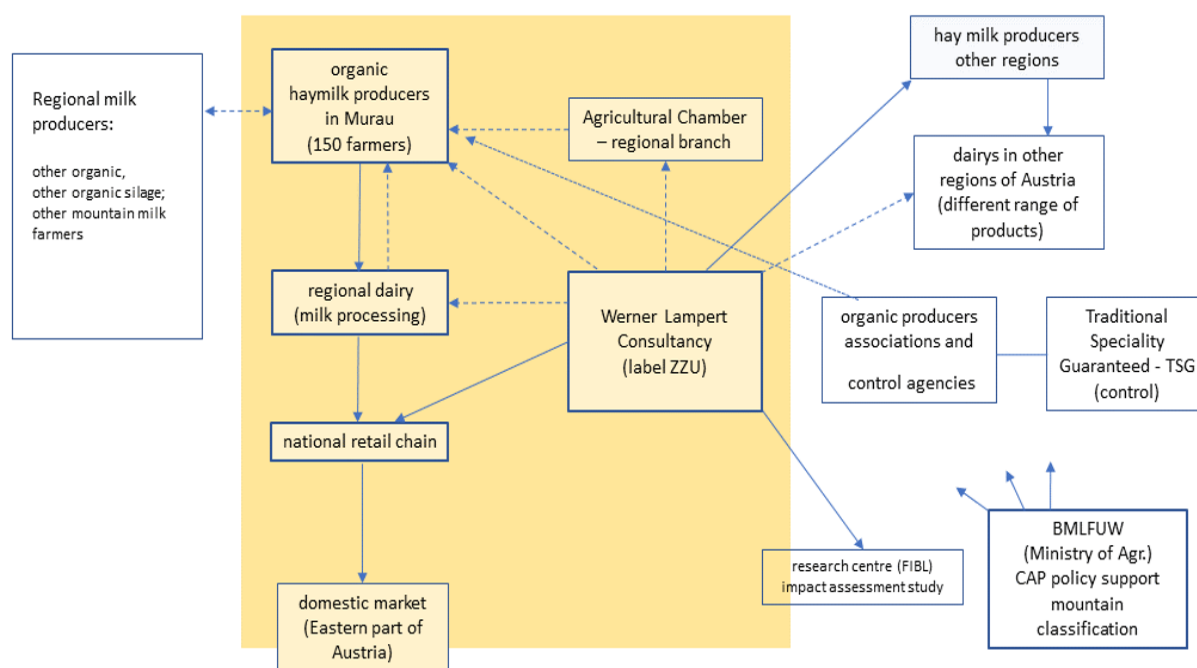 Regional milk
producers:
other organic,
other organic silage;
other mountain milk
farmers
organic
haymilk producers
in Murau
(150 farmers)
Agricultural Chamber
– regional branch
hay milk producers
other regions
dairys in other
regions of Austria
(different range of
products)
regional dairy
(milk processing)
Werner Lampert
Consultancy
(label ZZU)
organic producers
associations and
control agencies
Traditional
Speciality
Guaranteed - TSG
(control)
national retail chain
research centre (FIBL)
impact assessment study
BMLFUW
(Ministry of Agr.)
CAP policy support
mountain
classification
domestic market
(Eastern part of
Austria)